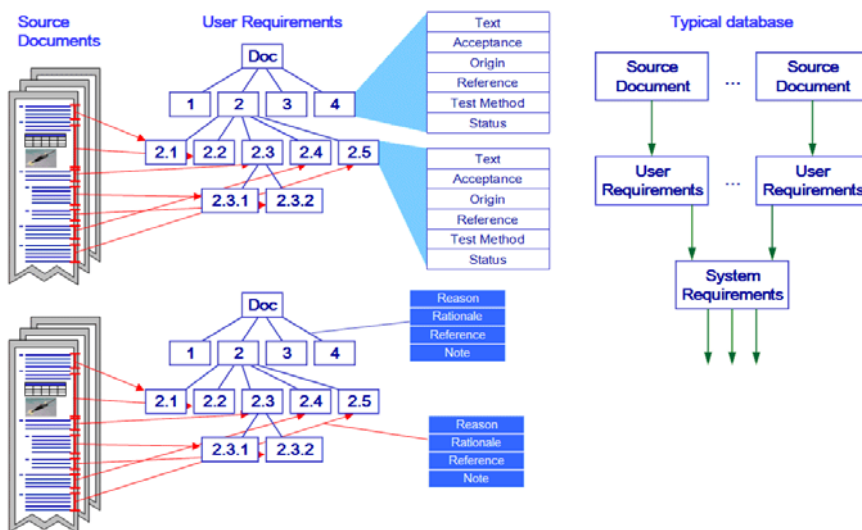 Source
Documents
User Requirements
Typical database
Doc
1
2
3
4
2.1
2.2
2.3
2.4
2.5
2.3.1
2.3.2
Text
Acceptance
Origin
Reference
Test Method
Status
Text
Acceptance
Origin
Reference
Test Method
Status
Source
Document
...
Source
Document
User
Requirements
...
User
Requirements
System
Requirements
Doc
1
2
3
4
2.1
2.2
2.3
2.4
2.5
2.3.1
2.3.2
Reason
Rationale
Reference
Note
Reason
Rationale
Reference
Note